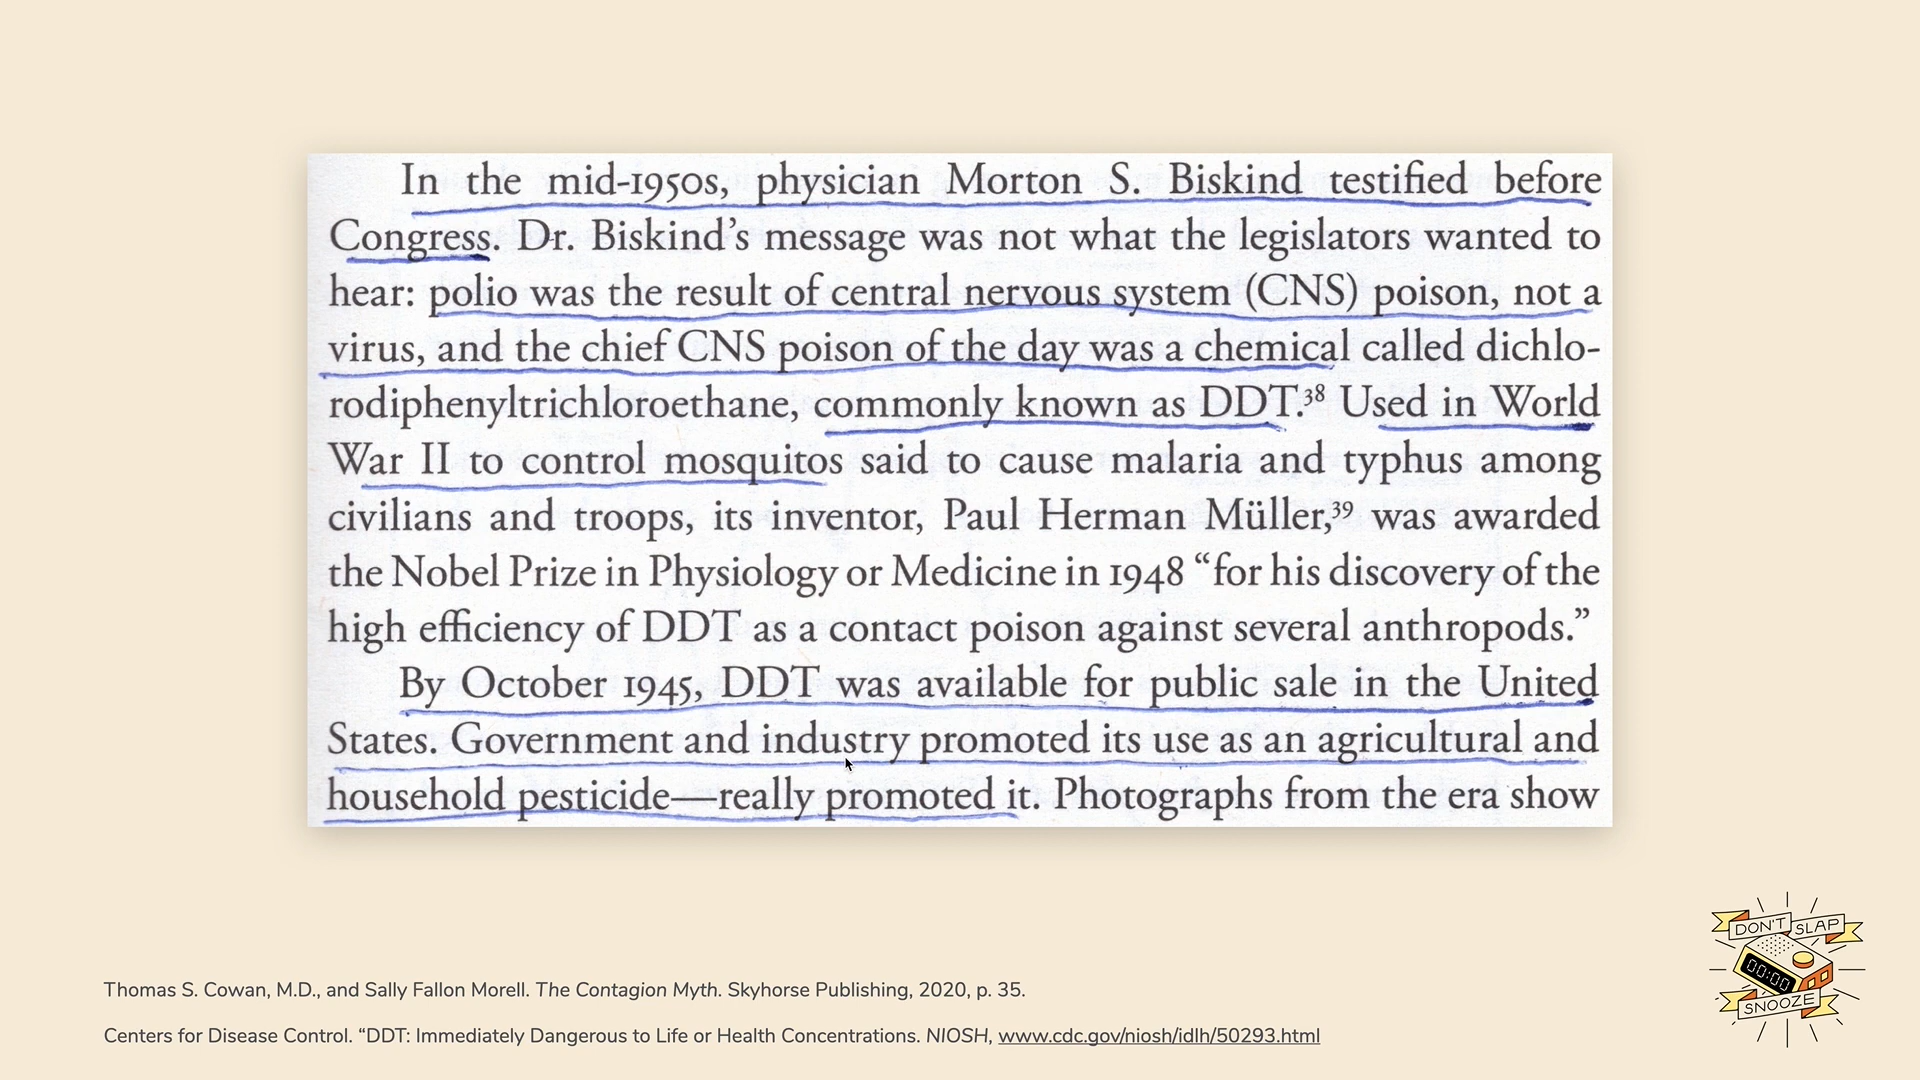 In the mid-1950s, physician Morton S. Biskind testified before
Congress. Dr. Biskind’s message was not what the legislators wanted to
hear: polio was the result of central nervous system (CNS) poison, not a
virus, and the chief CNS poison of the day was a chemical called dichlo-
rodiphenyltrichloroethane, commonly known as DDT.³⁸ Used in World
War II to control mosquitos said to cause malaria and typhus among
civilians and troops, its inventor, Paul Herman Müller,³⁹ was awarded
the Nobel Prize in Physiology or Medicine in 1948 “for his discovery of the
high efficiency of DDT as a contact poison against several anthropods.”
By October 1945, DDT was available for public sale in the United
States. Government and industry promoted its use as an agricultural and
household pesticide—really promoted it. Photographs from the era show
DON'T SLAP
00:00
SNOOZE
Thomas S. Cowan, M.D., and Sally Fallon Morell. The Contagion Myth. Skyhorse Publishing, 2020, p. 35.
Centers for Disease Control. “DDT: Immediately Dangerous to Life or Health Concentrations. NIOSH, www.cdc.gov/niosh/idlh/50293.html